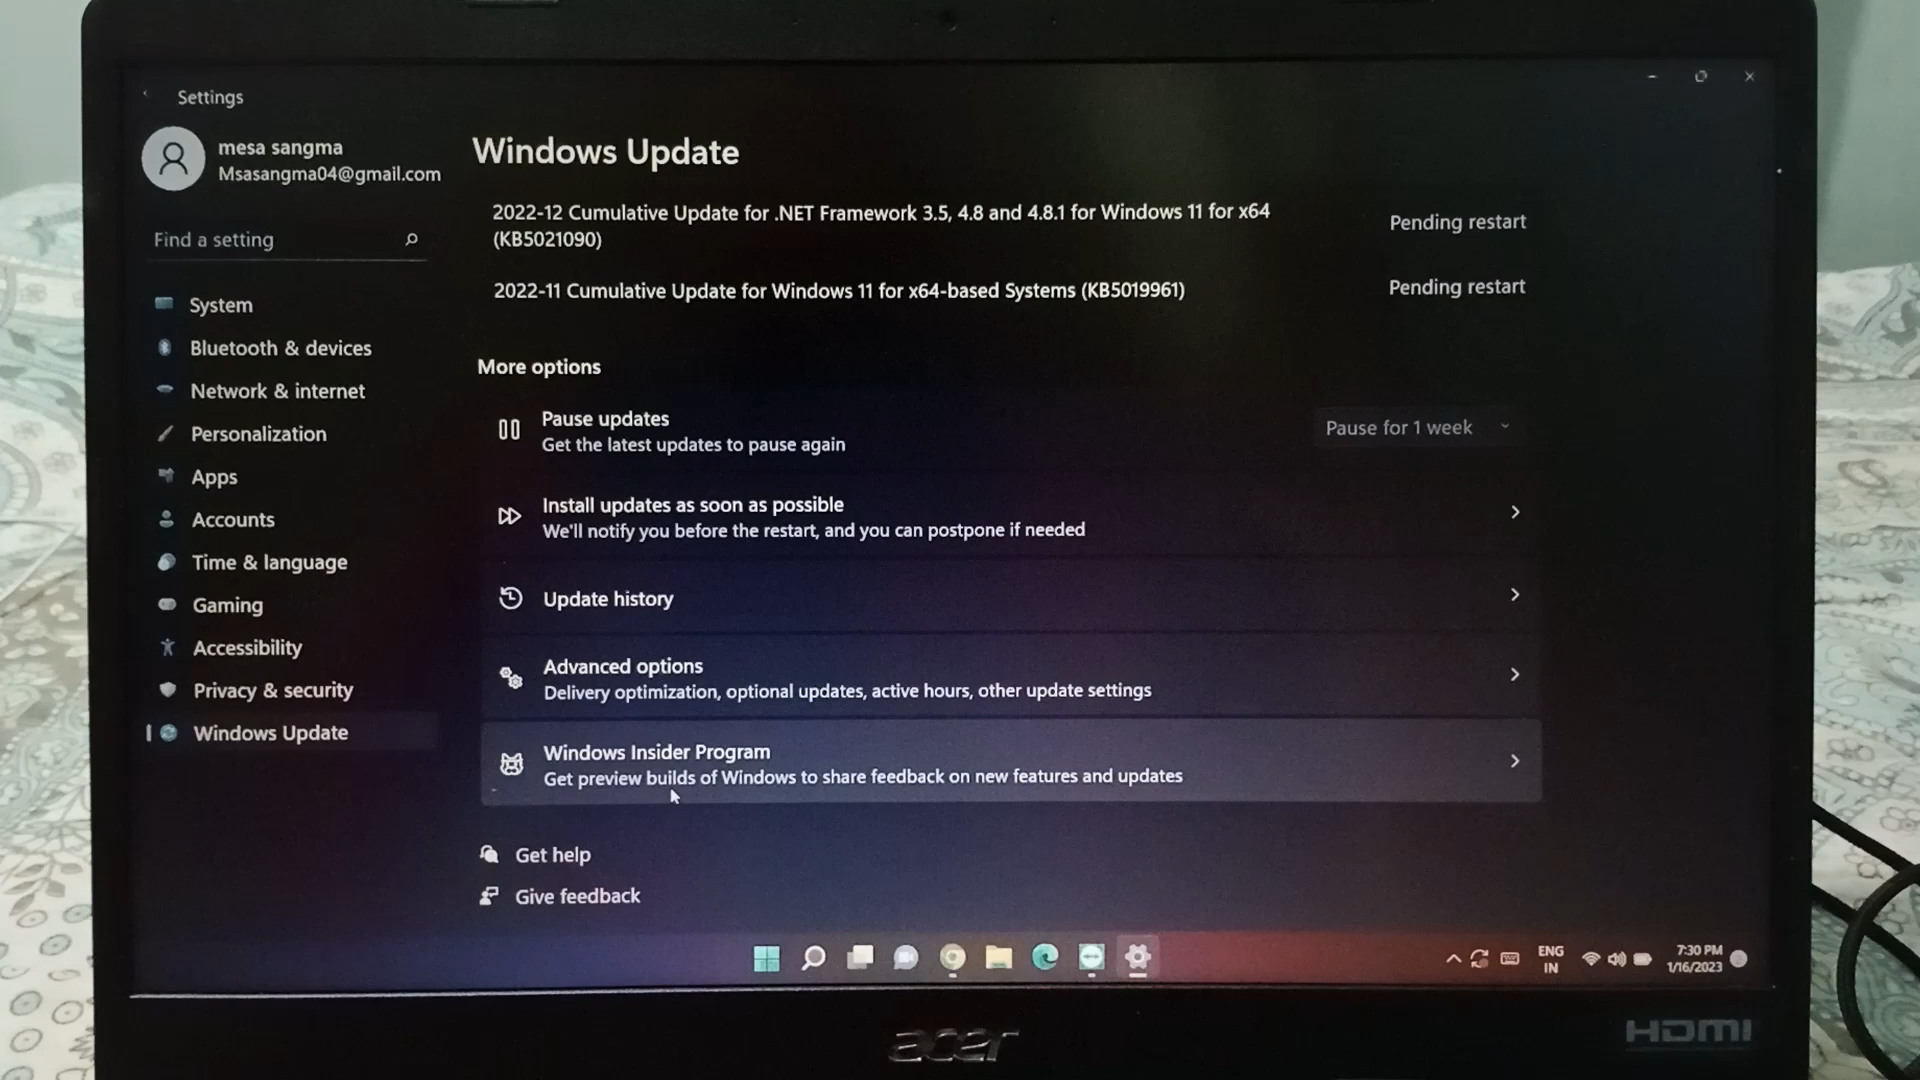 Settings
mesa sangma
Msasangma04@gmail.com
Find a setting
System
Bluetooth & devices
Network & internet
Personalization
Apps
Accounts
Time & language
Gaming
Accessibility
Privacy & security
Windows Update
Windows Update
2022-12 Cumulative Update for .NET Framework 3.5, 4.8 and 4.8.1 for Windows 11 for x64
(KB5021090)
Pending restart
2022-11 Cumulative Update for Windows 11 for x64-based Systems (KB5019961)
Pending restart
More options
Pause updates
Get the latest updates to pause again
Pause for 1 week
Install updates as soon as possible
We'll notify you before the restart, and you can postpone if needed
Update history
Advanced options
Delivery optimization, optional updates, active hours, other update settings
Windows Insider Program
Get preview builds of Windows to share feedback on new features and updates
Get help
Give feedback
ENG
IN
7:30 PM
1/16/2023
acer
HDMI